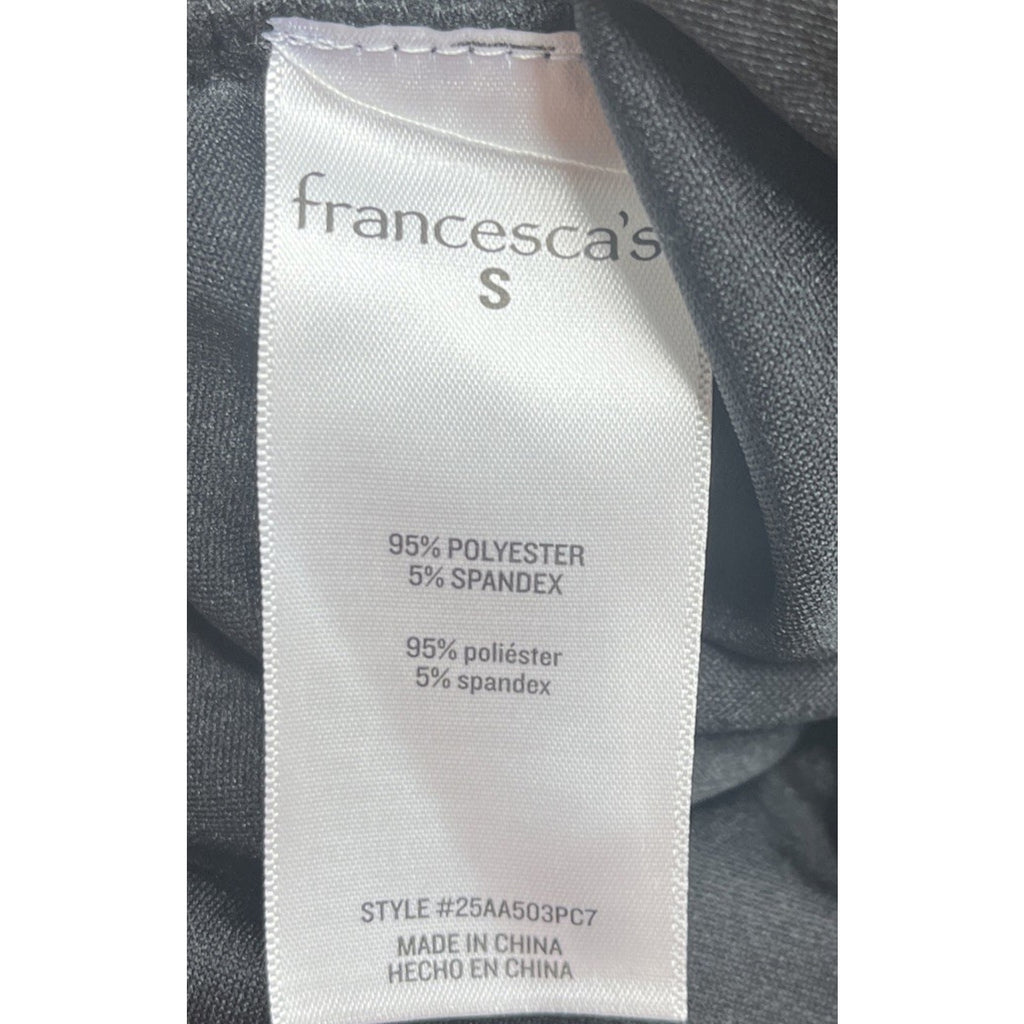 francesca's
S
95% POLYESTER
5% SPANDEX
95% poliéster
5% spandex
STYLE #25AA503PC7
MADE IN CHINA
HECHO EN CHINA